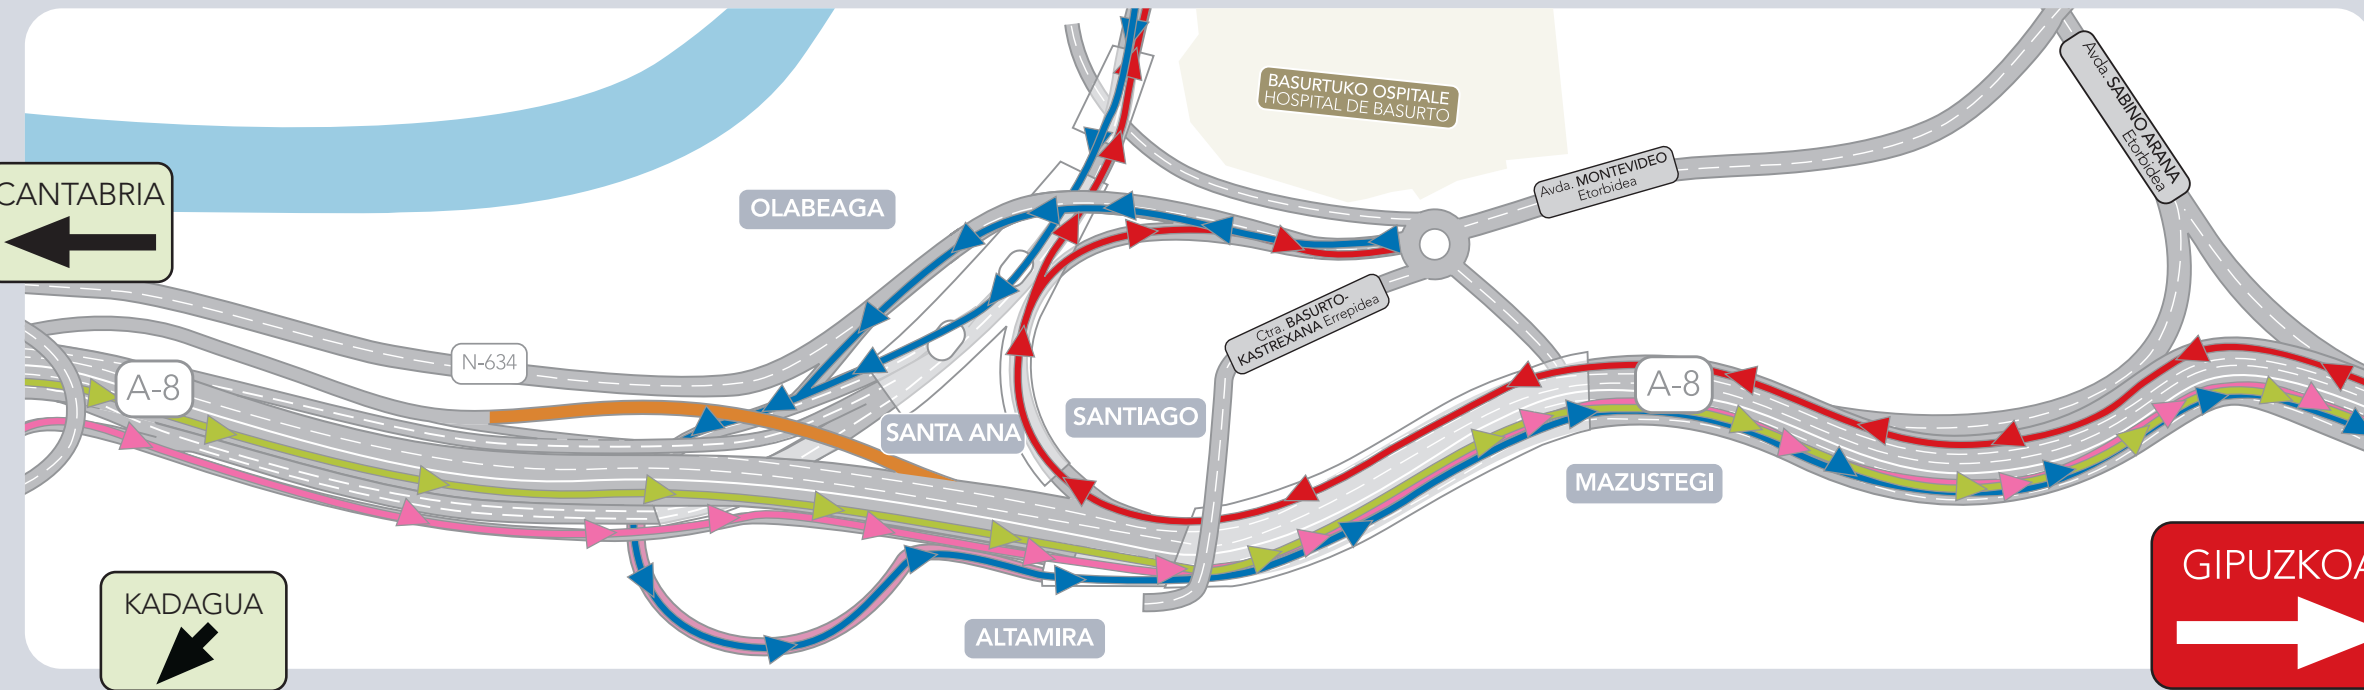 BASURTUKO OSPITALE
HOSPITAL DE BASURTO
Avda. MONTEVIDEO
Etorbidea
Avda. SABINO ARANA
Etorbidea
CANTABRIA
OLABEAGA
Ctra. BASURTO-
KASTREXANA Errepidea
N-634
A-8
A-8
SANTIAGO
SANTA ANA
MAZUSTEGI
GIPUZKOA
KADAGUA
ALTAMIRA